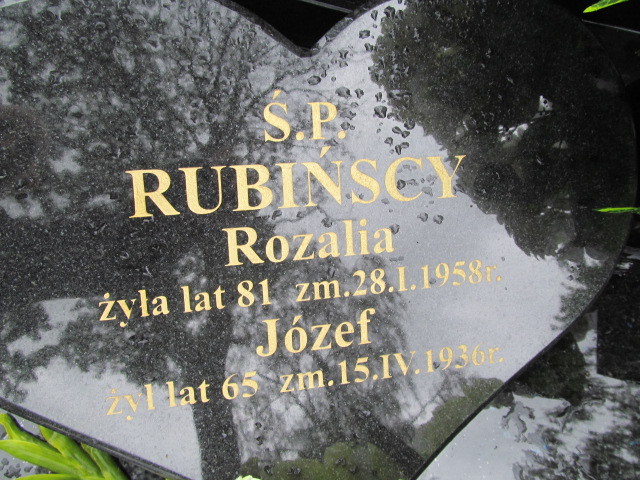 Ś.P.
RUBIŃSCY
Rozalia
żyła lat 81 zm.28.I.1958r.
Józef
żył lat 65 zm.15.IV.1936r.